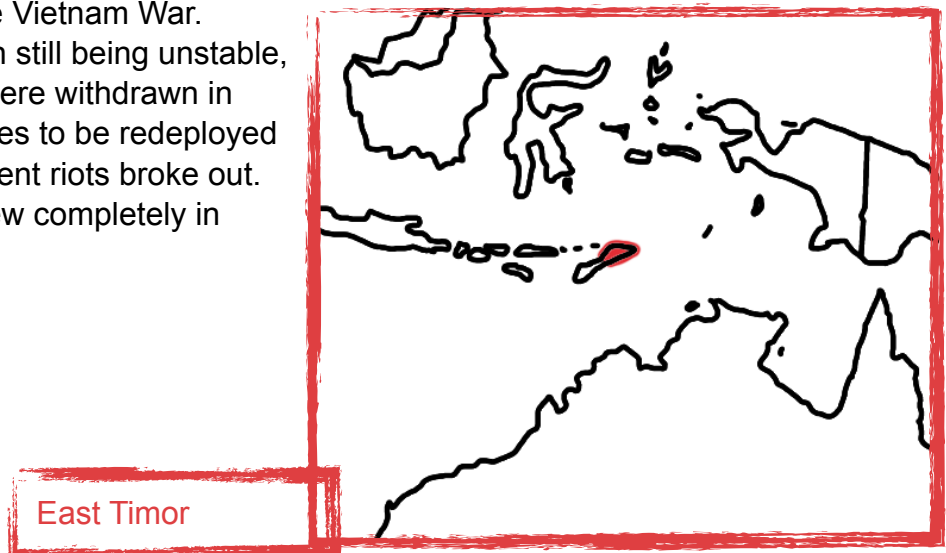 Vietnam War.
still being unstable,
ere withdrawn in
es to be redeployed
ent riots broke out.
w completely in
East Timor